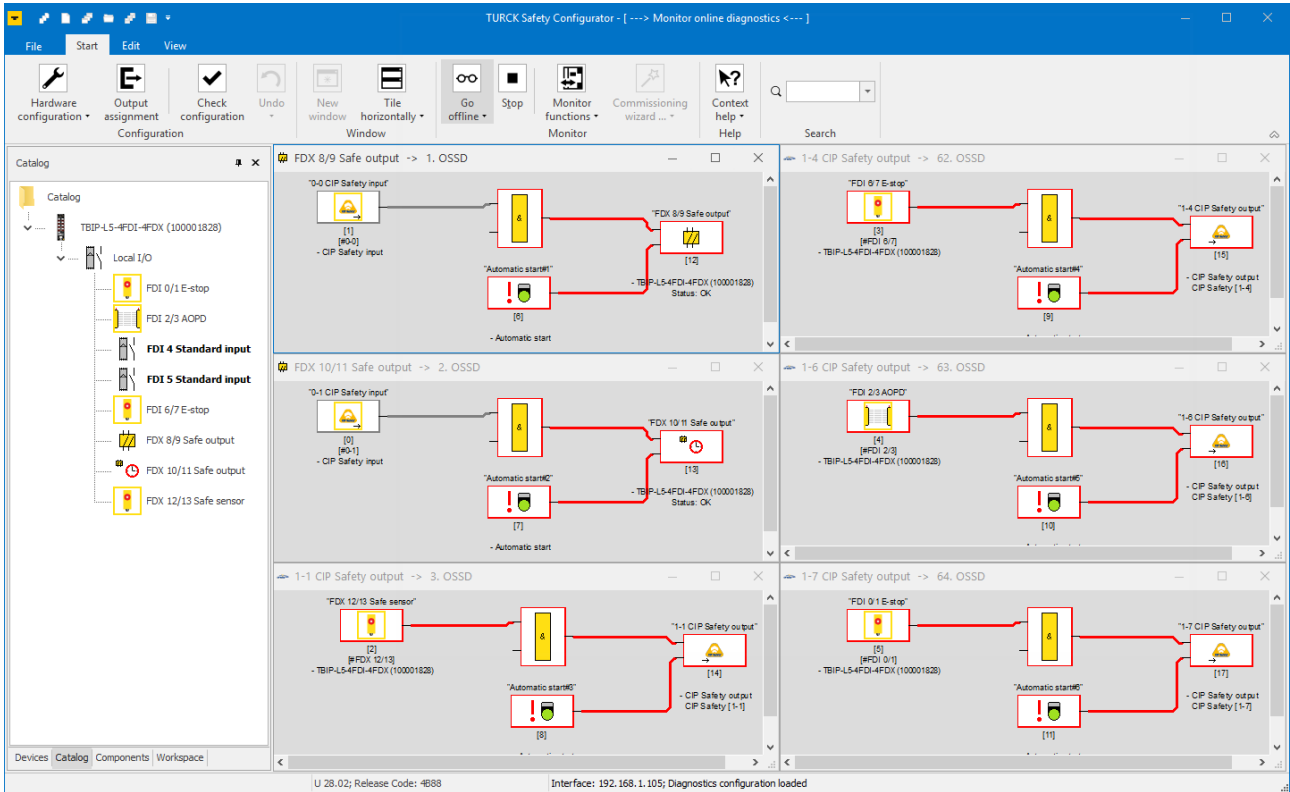 TURCK Safety Configurator - [ ---> Monitor online diagnostics <--- ]
File Start Edit View
Hardware configuration
Output assignment
Check configuration
Undo
Configuration
New window
Tile horizontally
Window
Go offline
Stop
Monitor functions
Commissioning wizard ...
Monitor
Context help
Help
Search
Catalog
Catalog
TBIP-L5-4FDI-4FDX (100001828)
Local I/O
FDI 0/1 E-stop
FDI 2/3 AOPD
FDI 4 Standard input
FDI 5 Standard input
FDI 6/7 E-stop
FDX 8/9 Safe output
FDX 10/11 Safe output
FDX 12/13 Safe sensor
Devices Catalog Components Workspace
FDX 8/9 Safe output -> 1. OSSD
"0-0 CIP Safety input"
[1]
[#0-0]
- CIP Safety input
&
"FDX 8/9 Safe output"
[12]
- TBIP-L5-4FDI-4FDX (100001828)
Status: OK
"Automatic start#1"
[6]
- Automatic start
1-4 CIP Safety output -> 62. OSSD
"FDI 6/7 E-stop"
[3]
[#FDI 6/7]
- TBIP-L5-4FDI-4FDX (100001828)
&
"1-4 CIP Safety output"
[15]
- CIP Safety output
CIP Safety [1-4]
"Automatic start#4"
[9]
FDX 10/11 Safe output -> 2. OSSD
"0-1 CIP Safety input"
[0]
[#0-1]
- CIP Safety input
&
"FDX 10/11 Safe output"
[13]
- TBIP-L5-4FDI-4FDX (100001828)
Status: OK
"Automatic start#2"
[7]
- Automatic start
1-6 CIP Safety output -> 63. OSSD
"FDI 2/3 AOPD"
[4]
[#FDI 2/3]
- TBIP-L5-4FDI-4FDX (100001828)
&
"1-6 CIP Safety output"
[16]
- CIP Safety output
CIP Safety [1-6]
"Automatic start#5"
[10]
1-1 CIP Safety output -> 3. OSSD
"FDX 12/13 Safe sensor"
[2]
[#FDX 12/13]
- TBIP-L5-4FDI-4FDX (100001828)
&
"1-1 CIP Safety output"
[14]
- CIP Safety output
CIP Safety [1-1]
"Automatic start#3"
[8]
1-7 CIP Safety output -> 64. OSSD
"FDI 0/1 E-stop"
[5]
[#FDI 0/1]
- TBIP-L5-4FDI-4FDX (100001828)
&
"1-7 CIP Safety output"
[17]
- CIP Safety output
CIP Safety [1-7]
"Automatic start#6"
[11]
U 28.02; Release Code: 4B88
Interface: 192.168.1.105; Diagnostics configuration loaded